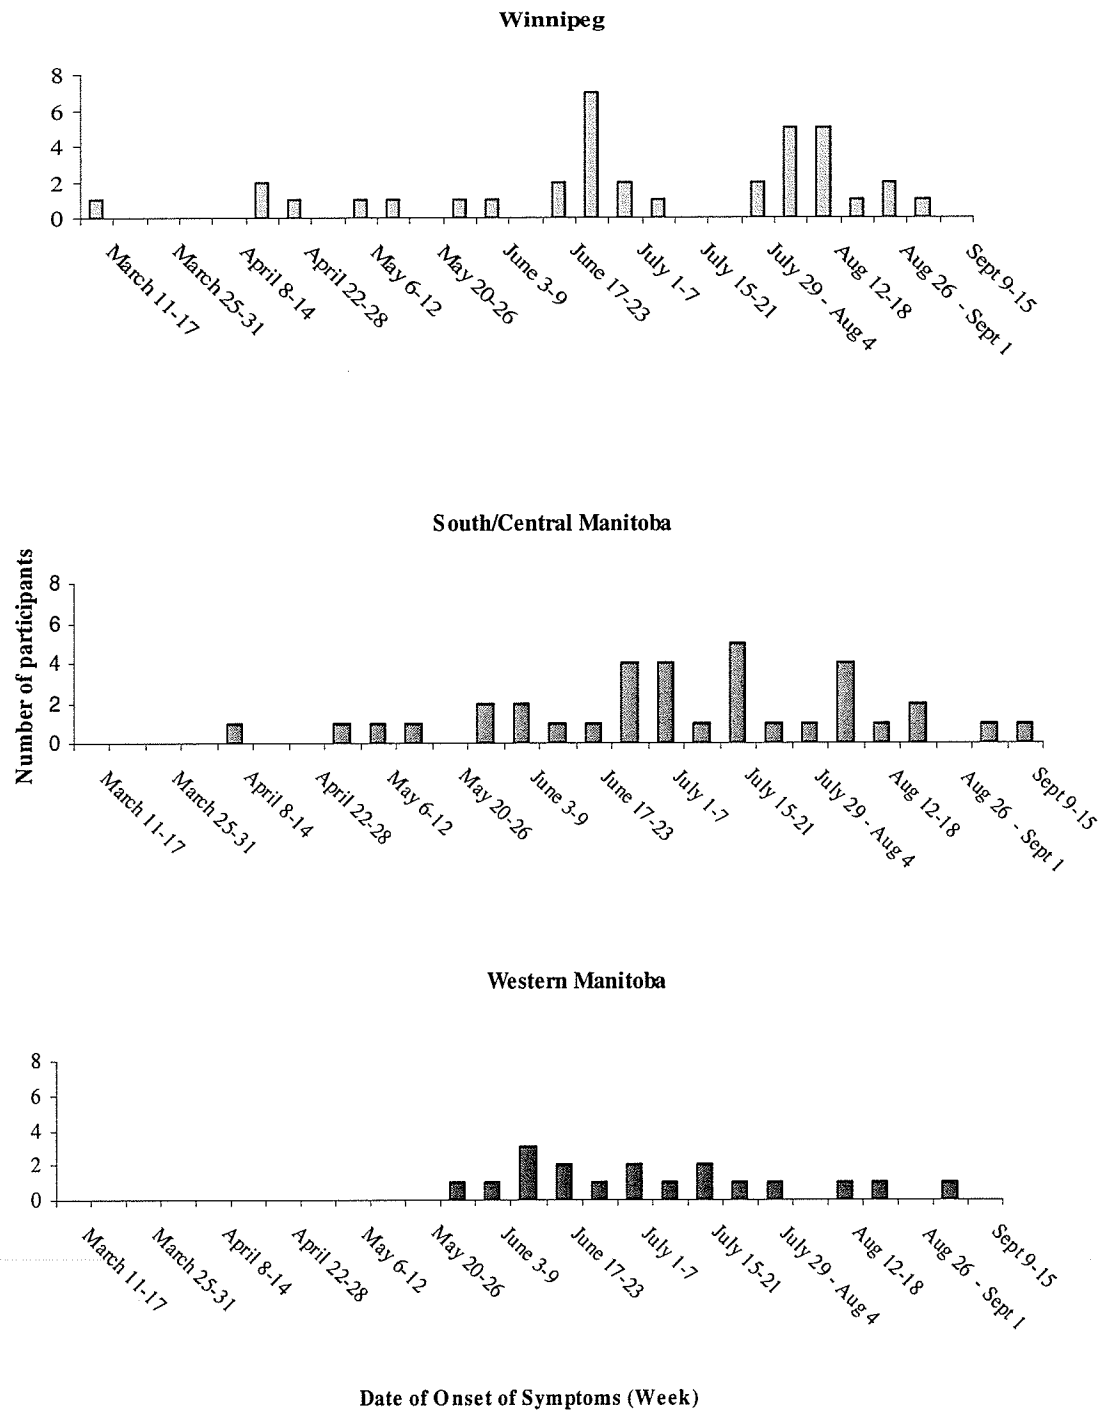 Winnipeg
8
6
4
2
0
March 11-17
March 25-31
April 8-14
April 22-28
May 6-12
May 20-26
June 3-9
June 17-23
July 1-7
July 15-21
July 29 - Aug 4
Aug 12-18
Aug 26 - Sept 1
Sept 9-15
South/Central Manitoba
Number of participants
8
6
4
2
0
March 11-17
March 25-31
April 8-14
April 22-28
May 6-12
May 20-26
June 3-9
June 17-23
July 1-7
July 15-21
July 29 - Aug 4
Aug 12-18
Aug 26 - Sept 1
Sept 9-15
Western Manitoba
8
6
4
2
0
March 11-17
March 25-31
April 8-14
April 22-28
May 6-12
May 20-26
June 3-9
June 17-23
July 1-7
July 15-21
July 29 - Aug 4
Aug 12-18
Aug 26 - Sept 1
Sept 9-15
Date of Onset of Symptoms (Week)